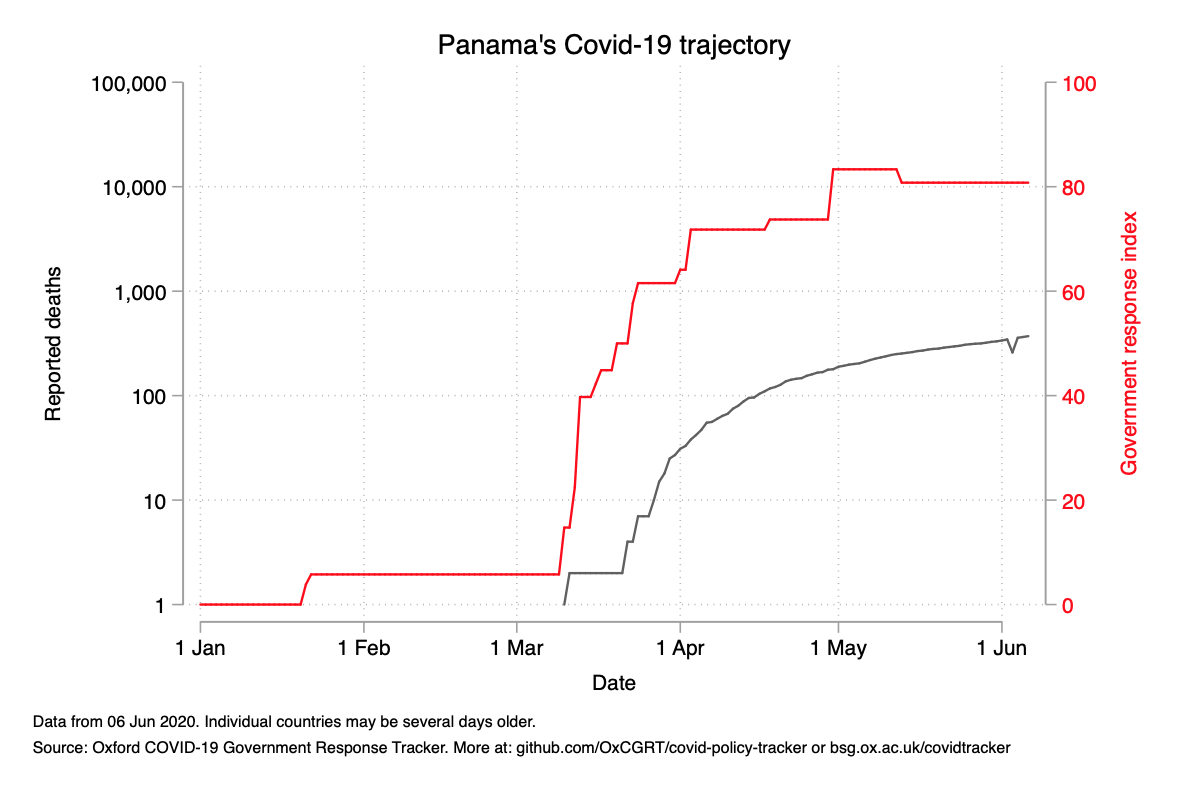 Panama's Covid-19 trajectory
100,000
10,000
1,000
100
10
1
Reported deaths
100
80
60
40
20
0
Government response index
1 Jan 1 Feb 1 Mar 1 Apr 1 May 1 Jun
Date
Data from 06 Jun 2020. Individual countries may be several days older.
Source: Oxford COVID-19 Government Response Tracker. More at: github.com/OxCGRT/covid-policy-tracker or bsg.ox.ac.uk/covidtracker